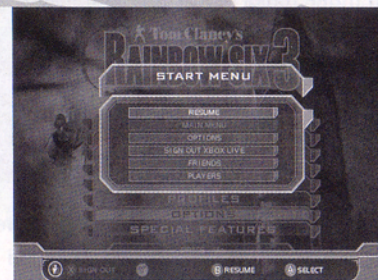 Tom Clancy's
RAINBOW SIX 3
START MENU
RESUME
MAIN MENU
OPTIONS
SIGN OUT XBOX LIVE
FRIENDS
PLAYERS
PROFILES
OPTIONS
SPECIAL FEATURES
X SIGN OUT
B RESUME
A SELECT